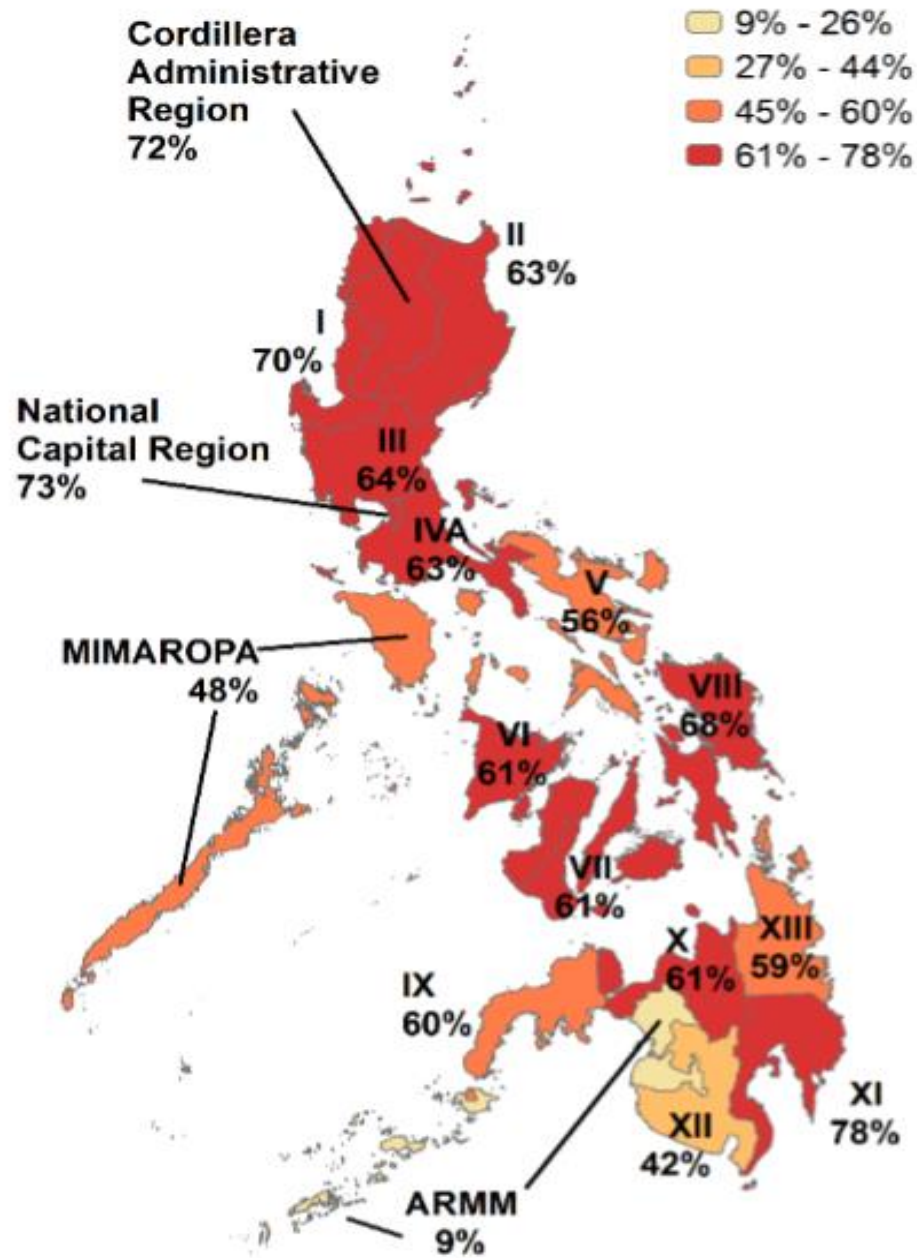 Cordillera
Administrative
Region
72%
9% - 26%
27% - 44%
45% - 60%
61% - 78%
II
63%
I
70%
National
Capital Region
73%
III
64%
IVA
63%
V
56%
MIMAROPA
48%
VIII
68%
VI
61%
VII
61%
XIII
59%
X
61%
IX
60%
XI
78%
XII
42%
ARMM
9%